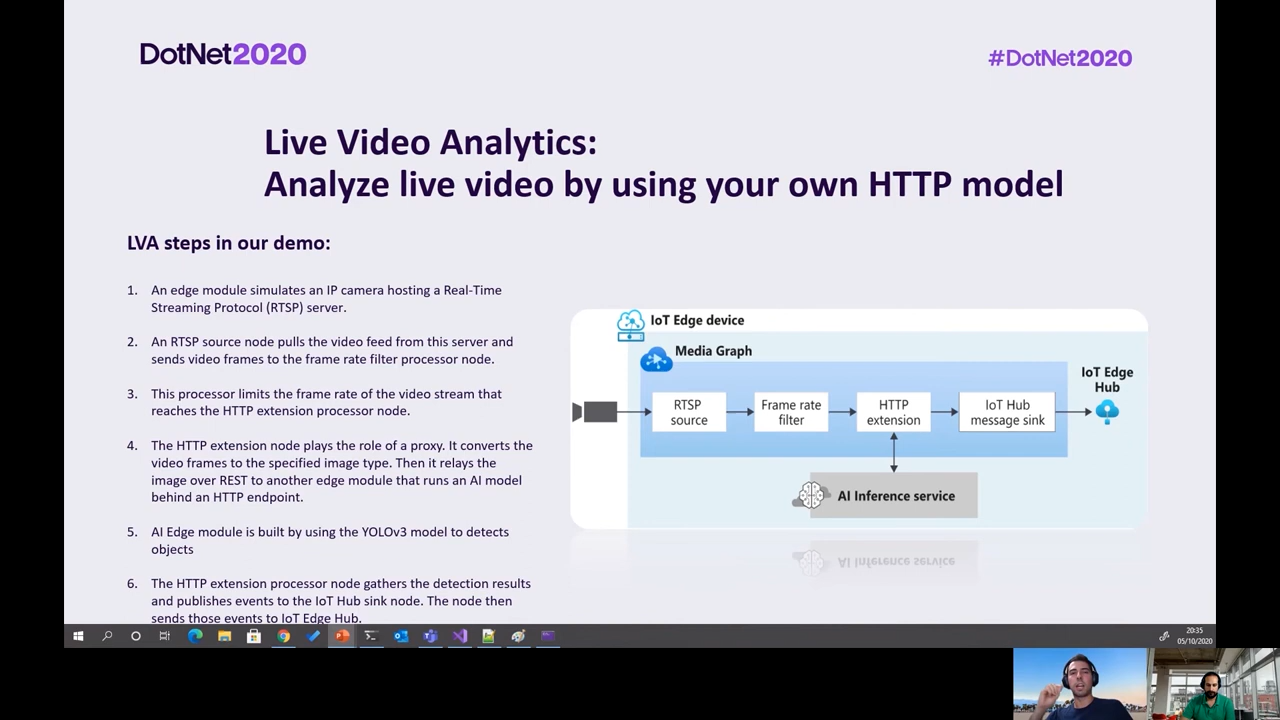 DotNet2020
#DotNet2020
Live Video Analytics:
Analyze live video by using your own HTTP model
LVA steps in our demo:
1. An edge module simulates an IP camera hosting a Real-Time
Streaming Protocol (RTSP) server.
2. An RTSP source node pulls the video feed from this server and
sends video frames to the frame rate filter processor node.
3. This processor limits the frame rate of the video stream that
reaches the HTTP extension processor node.
4. The HTTP extension node plays the role of a proxy. It converts the
video frames to the specified image type. Then it relays the
image over REST to another edge module that runs an AI model
behind an HTTP endpoint.
5. AI Edge module is built by using the YOLOv3 model to detects
objects
6. The HTTP extension processor node gathers the detection results
and publishes events to the IoT Hub sink node. The node then
sends those events to IoT Edge Hub.
IoT Edge device
Media Graph
RTSP
source
Frame rate
filter
HTTP
extension
IoT Hub
message sink
IoT Edge
Hub
AI Inference service
20:35
05/10/2020